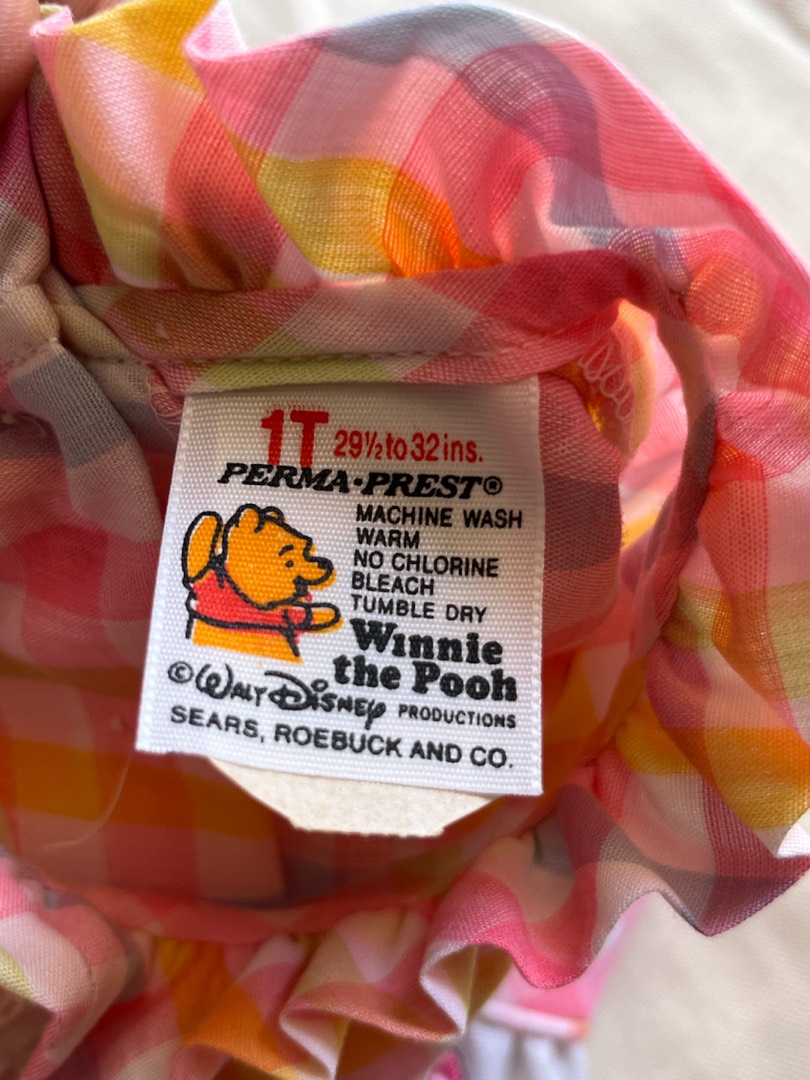 1T 29½ to 32 ins.
PERMA·PREST®
MACHINE WASH
WARM
NO CHLORINE
BLEACH
TUMBLE DRY
Winnie
the Pooh
© WALT DISNEY PRODUCTIONS
SEARS, ROEBUCK AND CO.